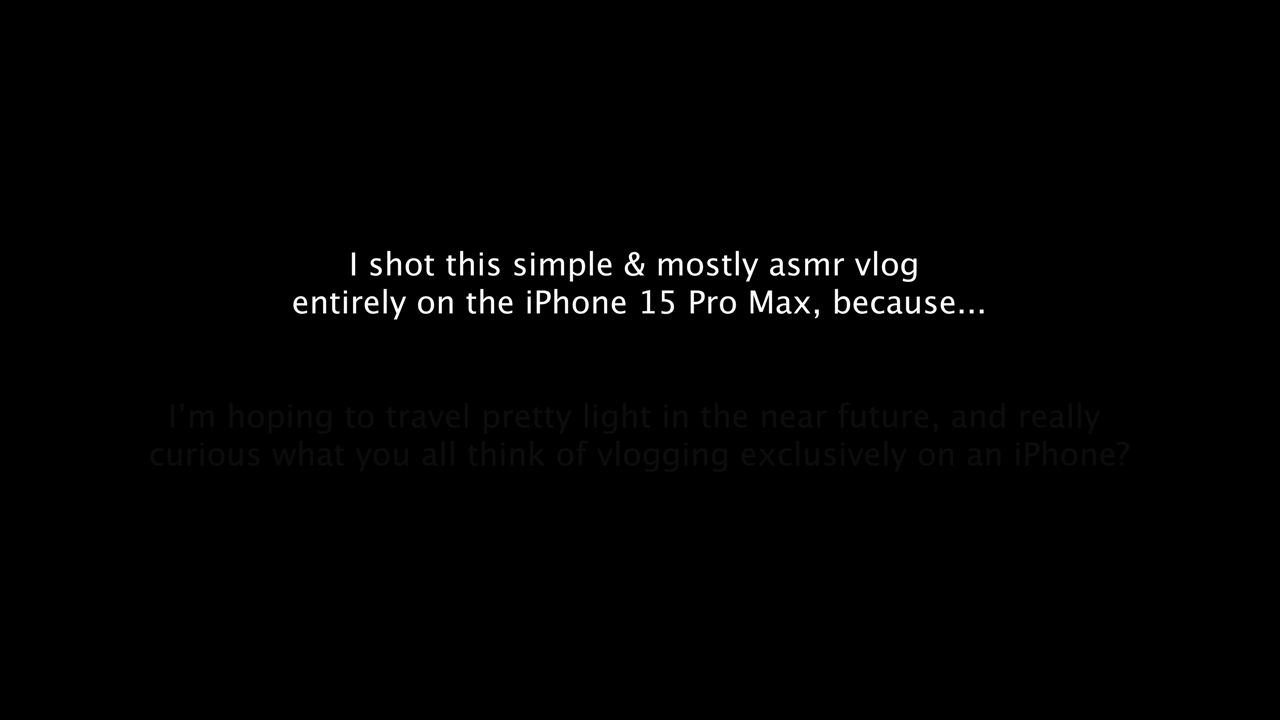 I shot this simple & mostly asmr vlog
entirely on the iPhone 15 Pro Max, because...
I'm hoping to travel pretty light in the near future, and really
curious what you all think of vlogging exclusively on an iPhone?